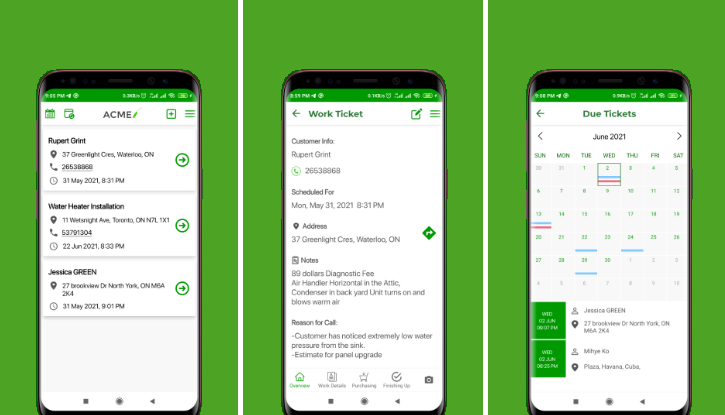 9:05 PM
ACME
Rupert Grint
37 Greenlight Cres, Waterloo, ON
26538868
31 May 2021, 8:31 PM
Water Heater Installation
11 Wetsnight Ave, Toronto, ON N7L 1X1
53791304
22 Jun 2021, 8:33 PM
Jessica GREEN
27 brookview Dr North York, ON M6A
2K4
31 May 2021, 9:01 PM
Work Ticket
Customer Info:
Rupert Grint
26538868
Scheduled For
Mon, May 31, 2021 8:31 PM
Address
37 Greenlight Cres, Waterloo, ON
Notes
89 dollars Diagnostic Fee
Air Handler Horizontal in the Attic,
Condenser in back yard Unit turns on and
blows warm air
Reason for Call:
-Customer has noticed extremely low water
pressure from the sink.
-Estimate for panel upgrade
Overview Work Details Purchasing Finishing Up
Due Tickets
June 2021
SUN MON TUE WED THU FRI SAT
30 31 1 2 3 4 5
6 7 8 9 10 11 12
13 14 15 16 17 18 19
20 21 22 23 24 25 26
27 28 29 30 1 2 3
4 5 6 7 8 9 10
WED
02 JUN
Jessica GREEN
27 brookview Dr North York, ON
M6A 2K4
WED
02 JUN
08:23 PM
Mihye Ko
Plaza, Havana, Cuba,